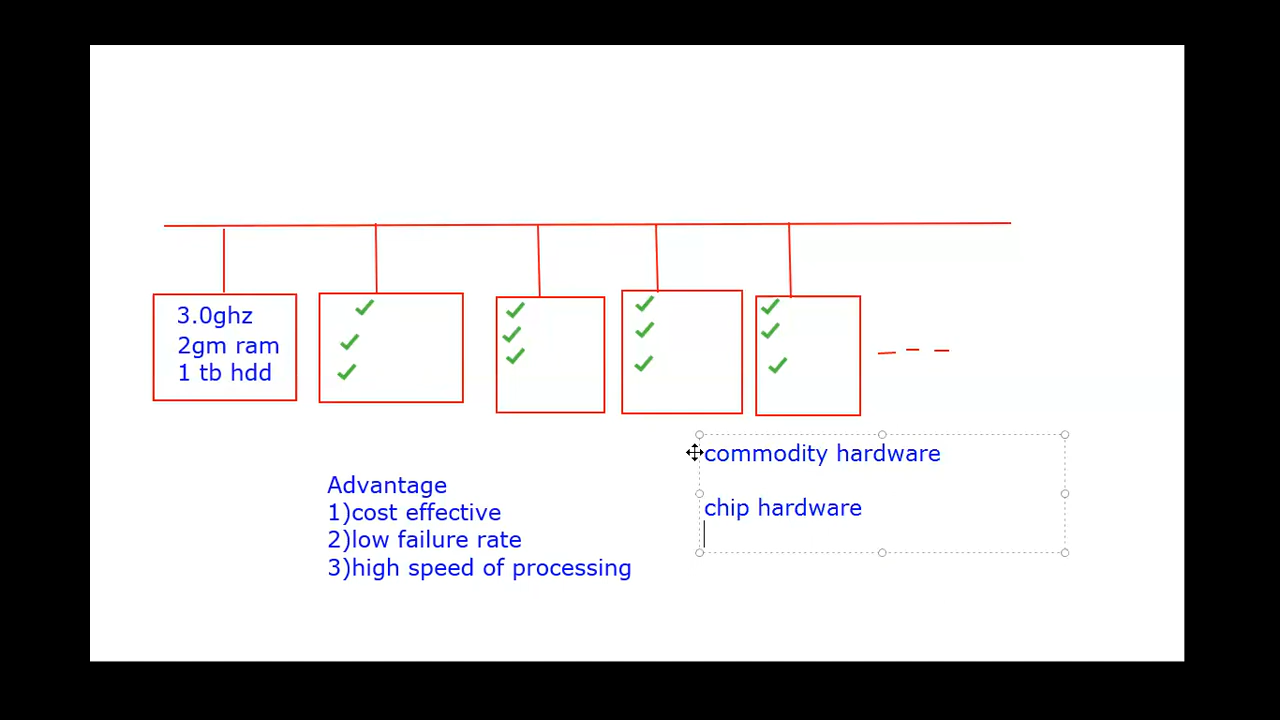 3.0ghz
2gm ram
1 tb hdd
commodity hardware
chip hardware
Advantage
1)cost effective
2)low failure rate
3)high speed of processing